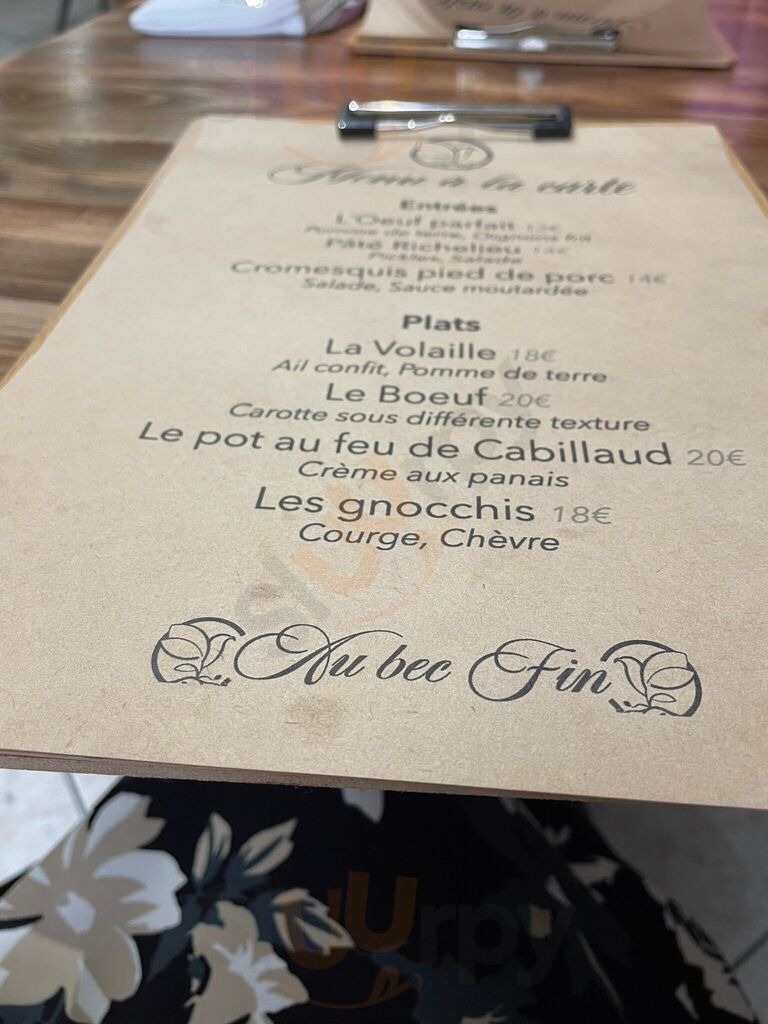 Menu à la carte
Entrées
L'Oeuf parfait
Pâté Richelieu
Pickles, Salade
Cromesquis pied de porc 14€
Salade, Sauce moutardée
Plats
La Volaille 18€
Ail confit, Pomme de terre
Le Boeuf 20€
Carotte sous différente texture
Le pot au feu de Cabillaud 20€
Crème aux panais
Les gnocchis 18€
Courge, Chèvre
Au bec Fin